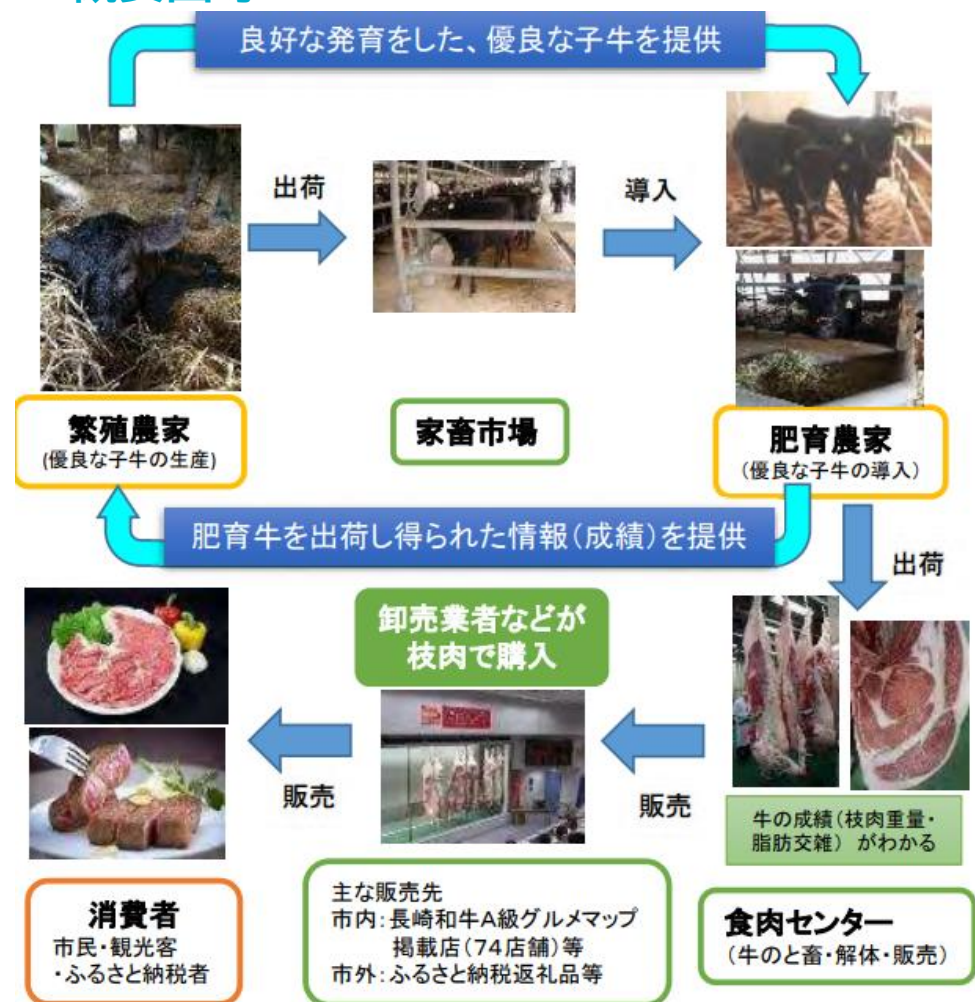 良好な発育をした、優良な子牛を提供
出荷
導入
繁殖農家
(優良な子牛の生産)
家畜市場
肥育農家
(優良な子牛の導入)
肥育牛を出荷し得られた情報(成績)を提供
出荷
卸売業者などが
枝肉で購入
販売
販売
牛の成績(枝肉重量・
脂肪交雑) がわかる
消費者
市民・観光客
・ふるさと納税者
主な販売先
市内:長崎和牛A級グルメマップ
掲載店(74店舗)等
市外:ふるさと納税返礼品等
食肉センター
(牛のと畜・解体・販売)